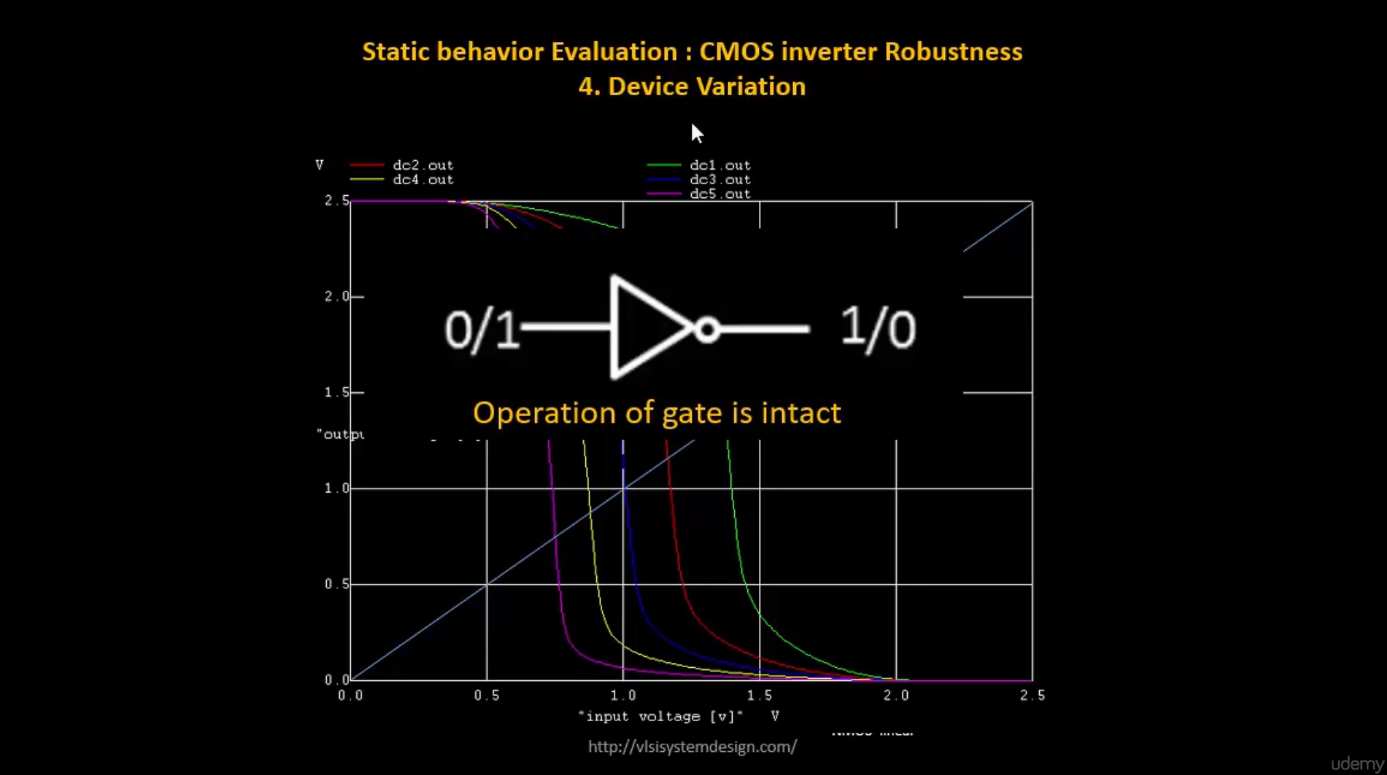 Static behavior Evaluation : CMOS inverter Robustness
4. Device Variation
V
dc2.out
dc1.out
dc4.out
dc3.out
dc5.out
2.5
2.0
0/1
1/0
1.5
Operation of gate is intact
1.0
0.5
0.0
0.0 0.5 1.0 1.5 2.0 2.5
"input voltage [v]" V
http://vlsisystemdesign.com/
udemy